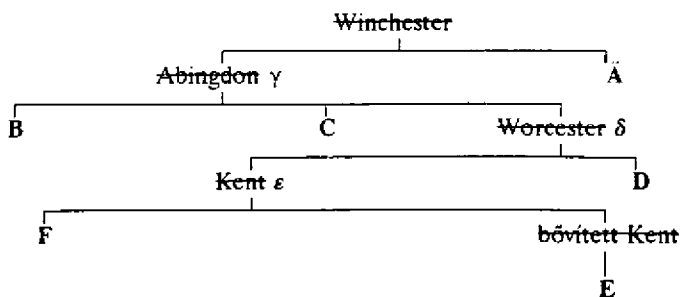 Winchester
Abingdon γ Ä
B C Worcester δ
Kent ε D
F bővített Kent
E